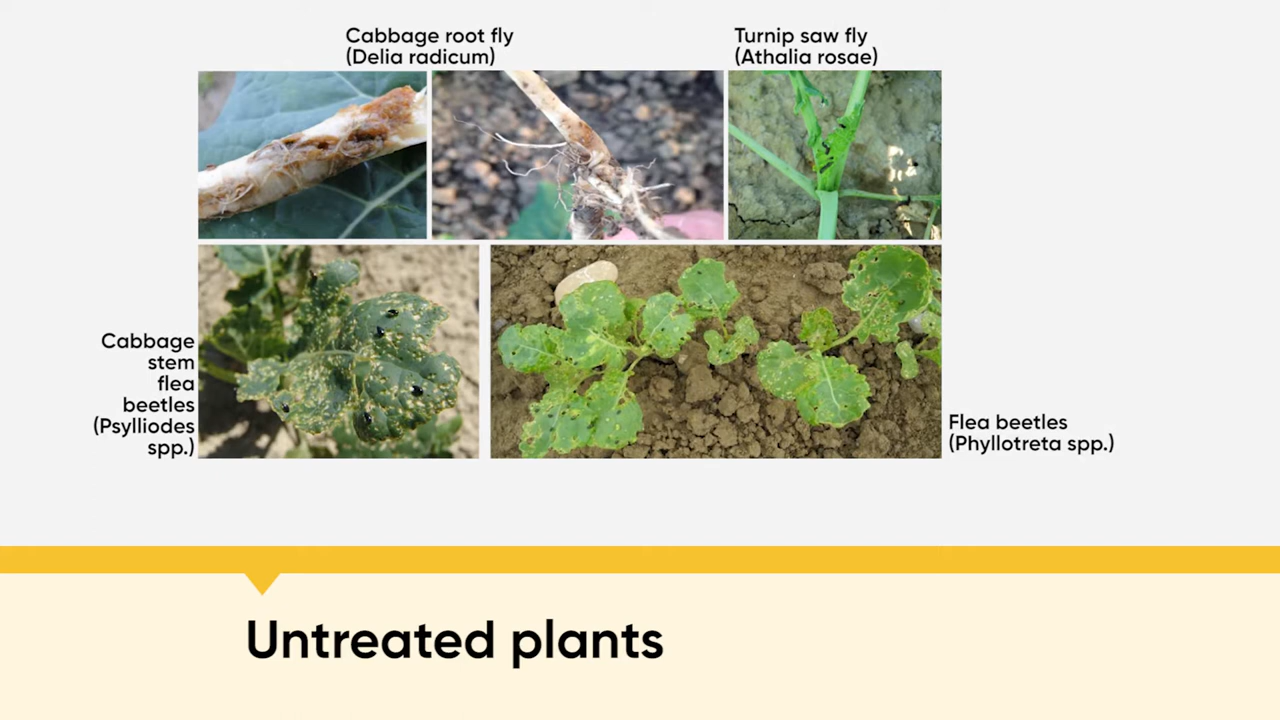 Cabbage root fly
(Delia radicum)
Turnip saw fly
(Athalia rosae)
Cabbage
stem
flea
beetles
(Psylliodes
spp.)
Flea beetles
(Phyllotreta spp.)
Untreated plants